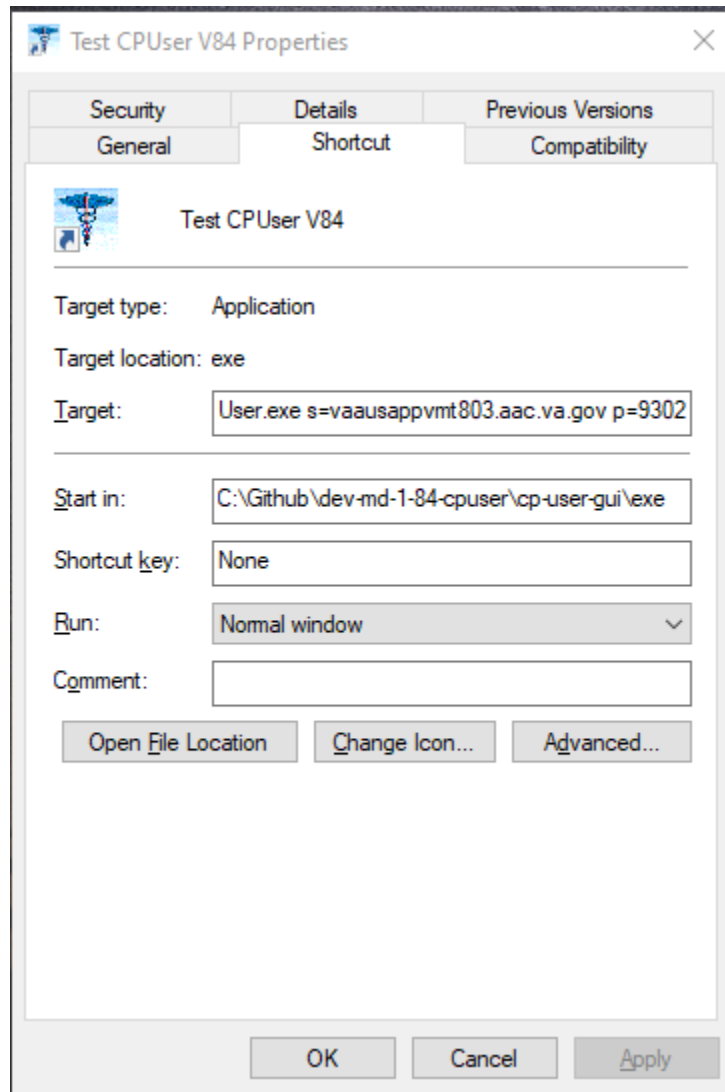 Test CPUser V84 Properties
Security Details Previous Versions
General Shortcut Compatibility
Test CPUser V84
Target type: Application
Target location: exe
Target: User.exe s=vaausappvmt803.aac.va.gov p=9302
Start in: C:\Github\dev-md-1-84-cpuser\cp-user-gui\exe
Shortcut key: None
Run: Normal window
Comment:
Open File Location Change Icon... Advanced...
OK Cancel Apply